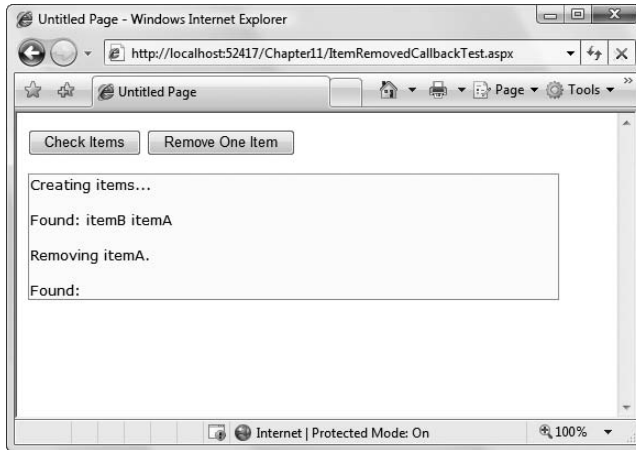 Untitled Page - Windows Internet Explorer
http://localhost:52417/Chapter11/ItemRemovedCallbackTest.aspx
Untitled Page
Page
Tools
»
Check Items
Remove One Item
Creating items...
Found: itemB itemA
Removing itemA.
Found:
Internet | Protected Mode: On
100%